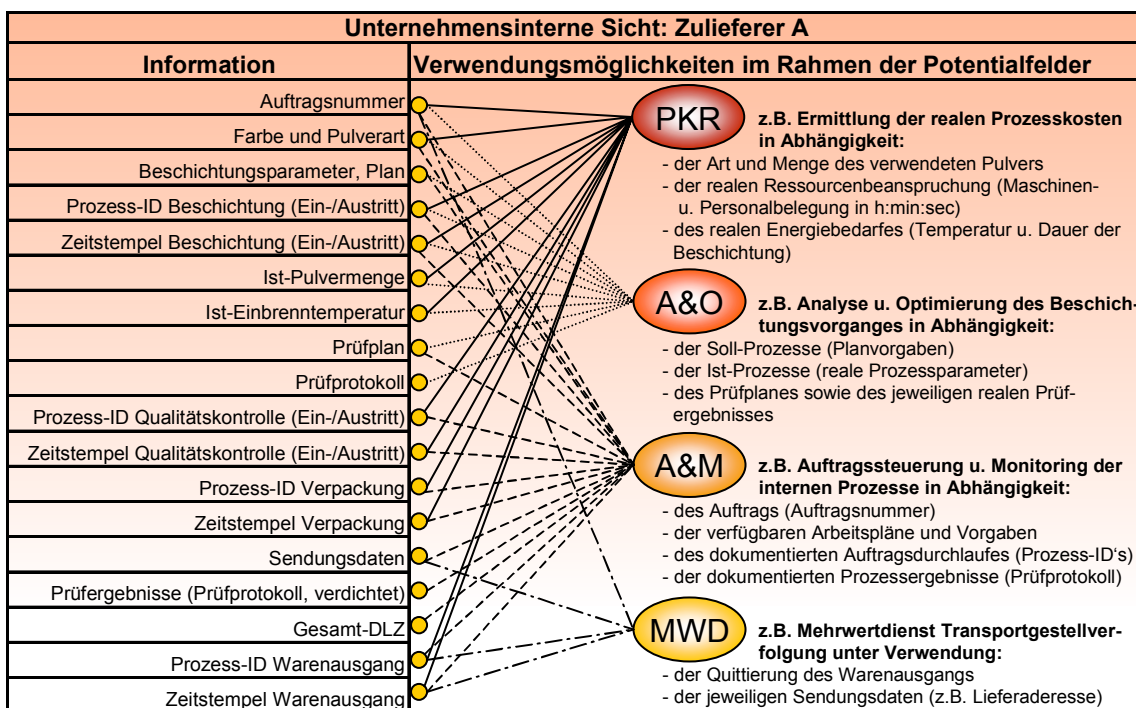 Unternehmensinterne Sicht: Zulieferer A
Information
Verwendungsmöglichkeiten im Rahmen der Potentialfelder
Auftragsnummer
Farbe und Pulverart
Beschichtungsparameter, Plan
Prozess-ID Beschichtung (Ein-/Austritt)
Zeitstempel Beschichtung (Ein-/Austritt)
Ist-Pulvermenge
Ist-Einbrenntemperatur
Prüfplan
Prüfprotokoll
Prozess-ID Qualitätskontrolle (Ein-/Austritt)
Zeitstempel Qualitätskontrolle (Ein-/Austritt)
Prozess-ID Verpackung
Zeitstempel Verpackung
Sendungsdaten
Prüfergebnisse (Prüfprotokoll, verdichtet)
Gesamt-DLZ
Prozess-ID Warenausgang
Zeitstempel Warenausgang
PKR
z.B. Ermittlung der realen Prozesskosten
in Abhängigkeit:
- der Art und Menge des verwendeten Pulvers
- der realen Ressourcenbeanspruchung (Maschinen-
u. Personalbelegung in h:min:sec)
- des realen Energiebedarfes (Temperatur u. Dauer der
Beschichtung)
A&O
z.B. Analyse u. Optimierung des Beschich-
tungsvorganges in Abhängigkeit:
- der Soll-Prozesse (Planvorgaben)
- der Ist-Prozesse (reale Prozessparameter)
- des Prüfplanes sowie des jeweiligen realen Prüf-
ergebnisses
A&M
z.B. Auftragssteuerung u. Monitoring der
internen Prozesse in Abhängigkeit:
- des Auftrags (Auftragsnummer)
- der verfügbaren Arbeitspläne und Vorgaben
- des dokumentierten Auftragsdurchlaufes (Prozess-ID‘s)
- der dokumentierten Prozessergebnisse (Prüfprotokoll)
MWD
z.B. Mehrwertdienst Transportgestellver-
folgung unter Verwendung:
- der Quittierung des Warenausgangs
- der jeweiligen Sendungsdaten (z.B. Lieferaderesse)